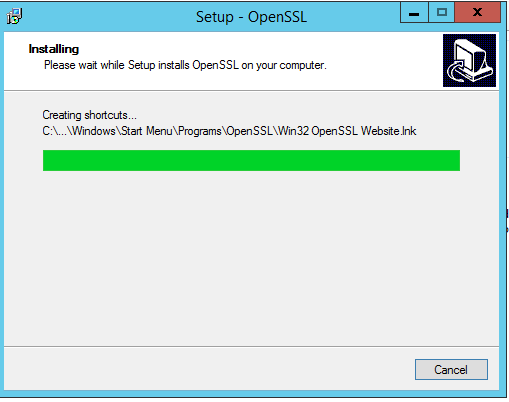 Setup - OpenSSL
Installing
Please wait while Setup installs OpenSSL on your computer.
Creating shortcuts...
C:\...\Windows\Start Menu\Programs\OpenSSL\Win32 OpenSSL Website.lnk
Cancel